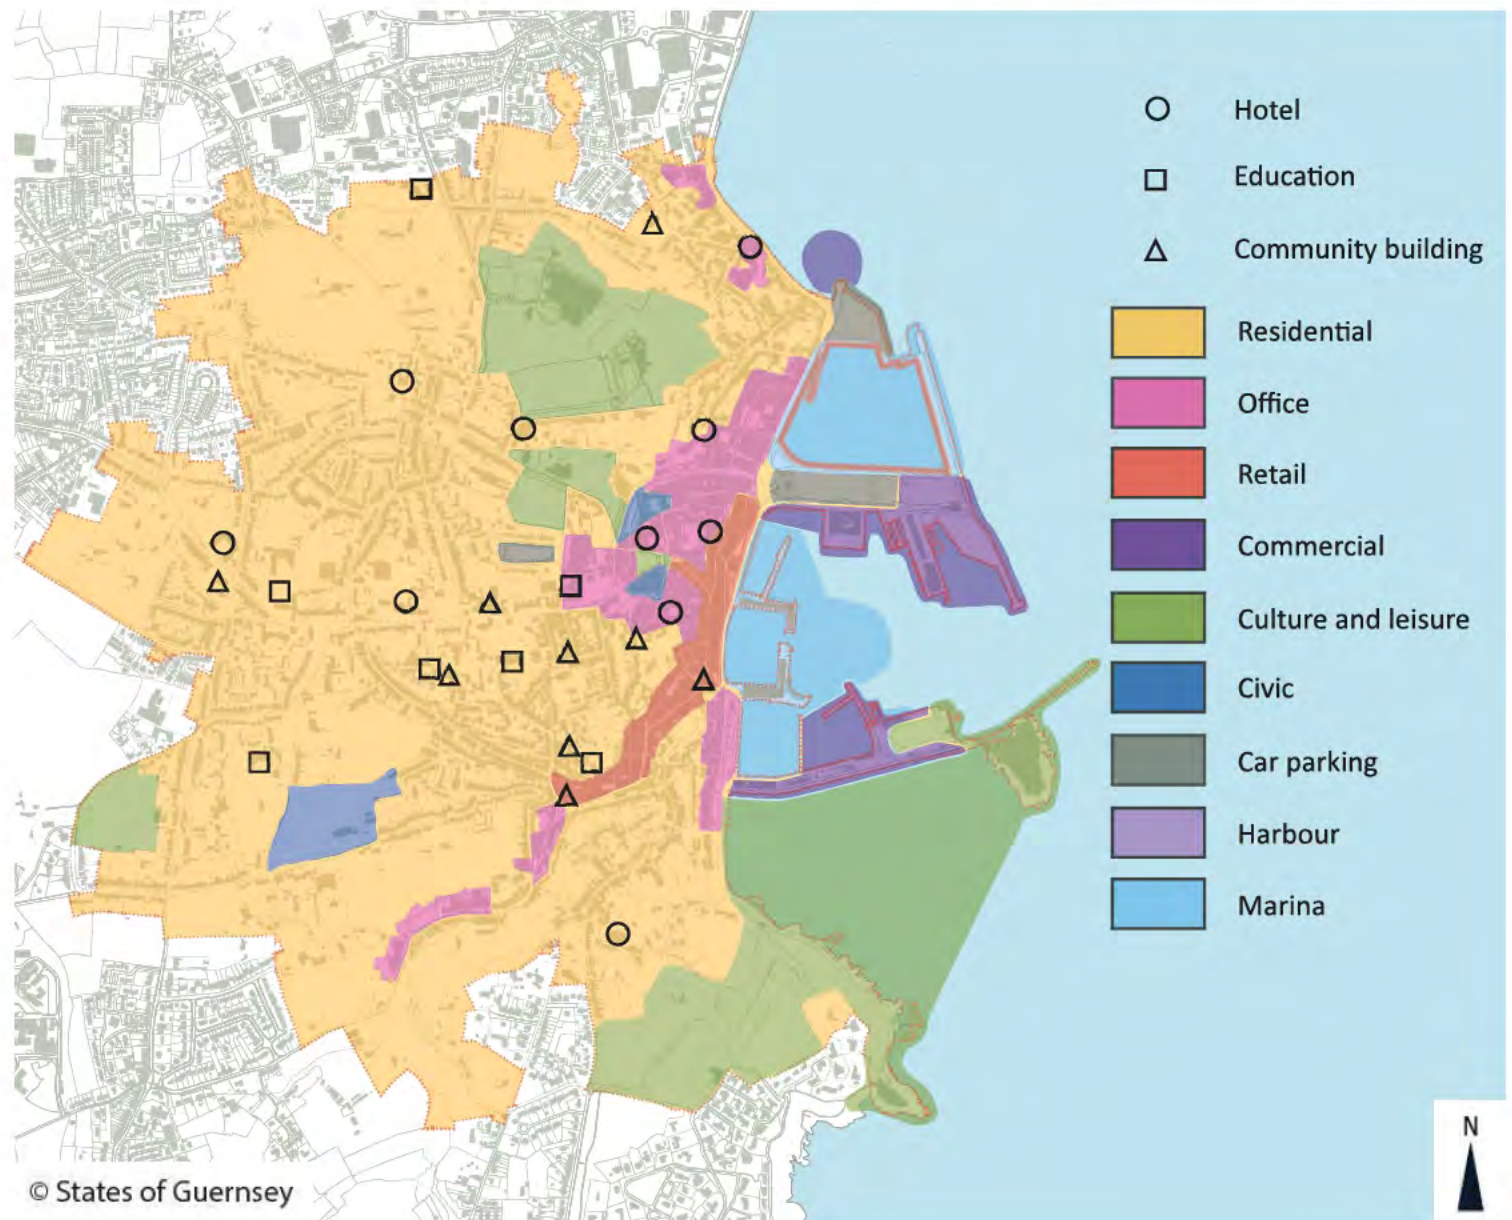 Hotel
Education
Community building
Residential
Office
Retail
Commercial
Culture and leisure
Civic
Car parking
Harbour
Marina
N
© States of Guernsey